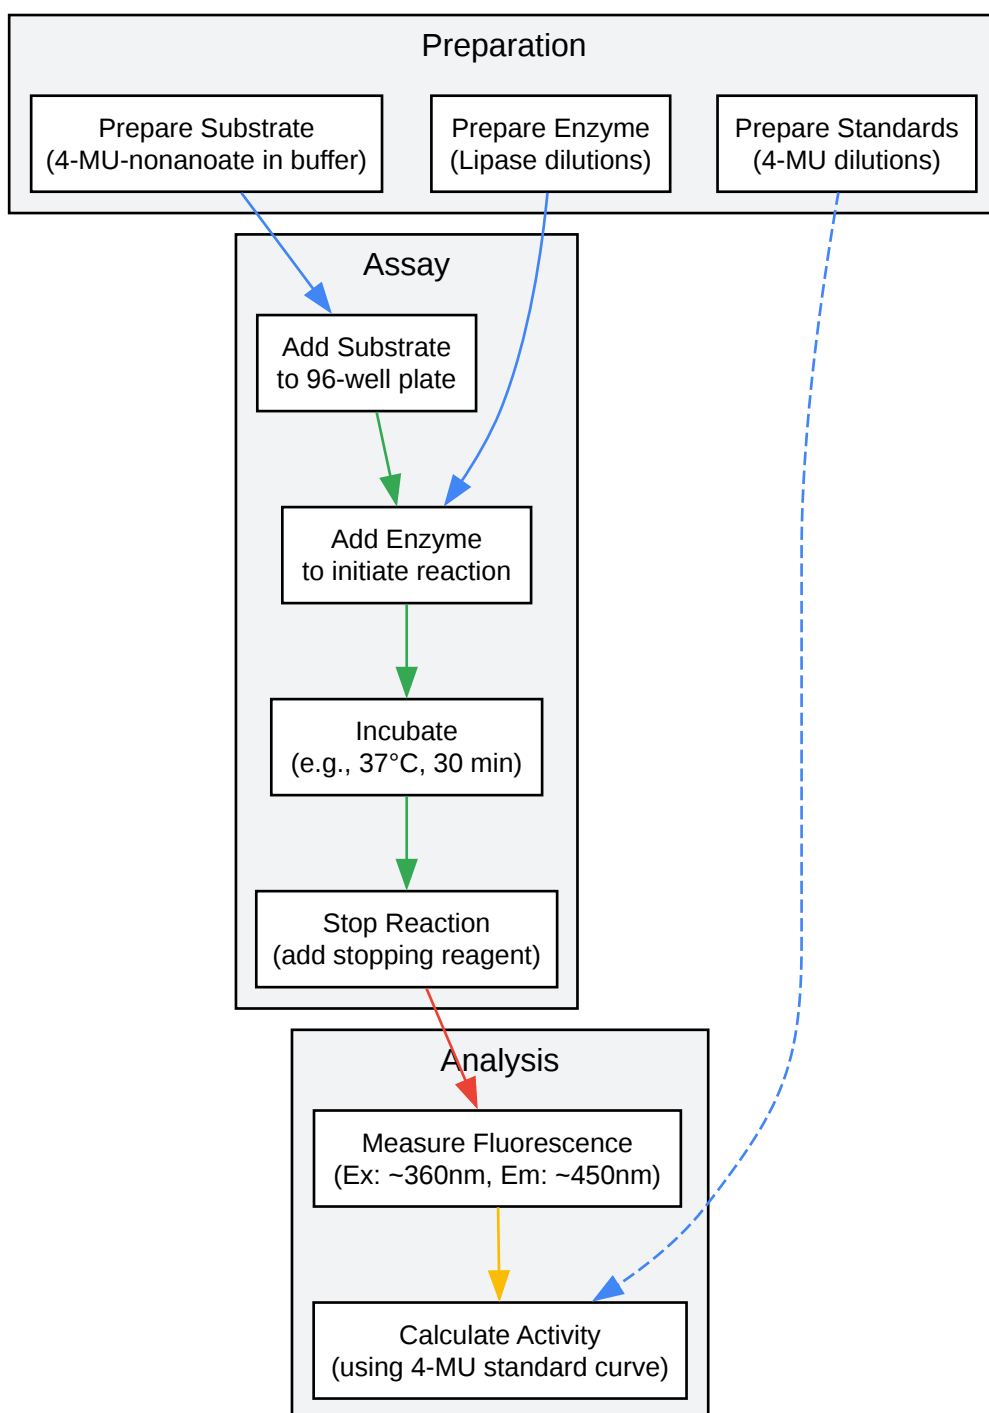 Preparation
Prepare Substrate
(4-MU-nonanoate in buffer)
Prepare Enzyme
(Lipase dilutions)
Prepare Standards
(4-MU dilutions)
Assay
Add Substrate
to 96-well plate
Add Enzyme
to initiate reaction
Incubate
(e.g., 37°C, 30 min)
Stop Reaction
(add stopping reagent)
Analysis
Measure Fluorescence
(Ex: ~360nm, Em: ~450nm)
Calculate Activity
(using 4-MU standard curve)